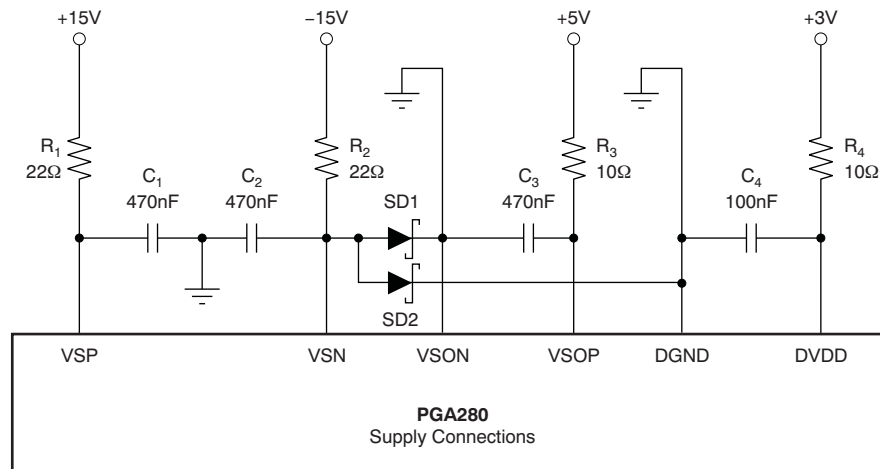 +15V
−15V
+5V
+3V
R1
22Ω
C1
470nF
C2
470nF
R2
22Ω
SD1
SD2
C3
470nF
R3
10Ω
C4
100nF
R4
10Ω
VSP
VSN
VSON
VSOP
DGND
DVDD
PGA280
Supply Connections